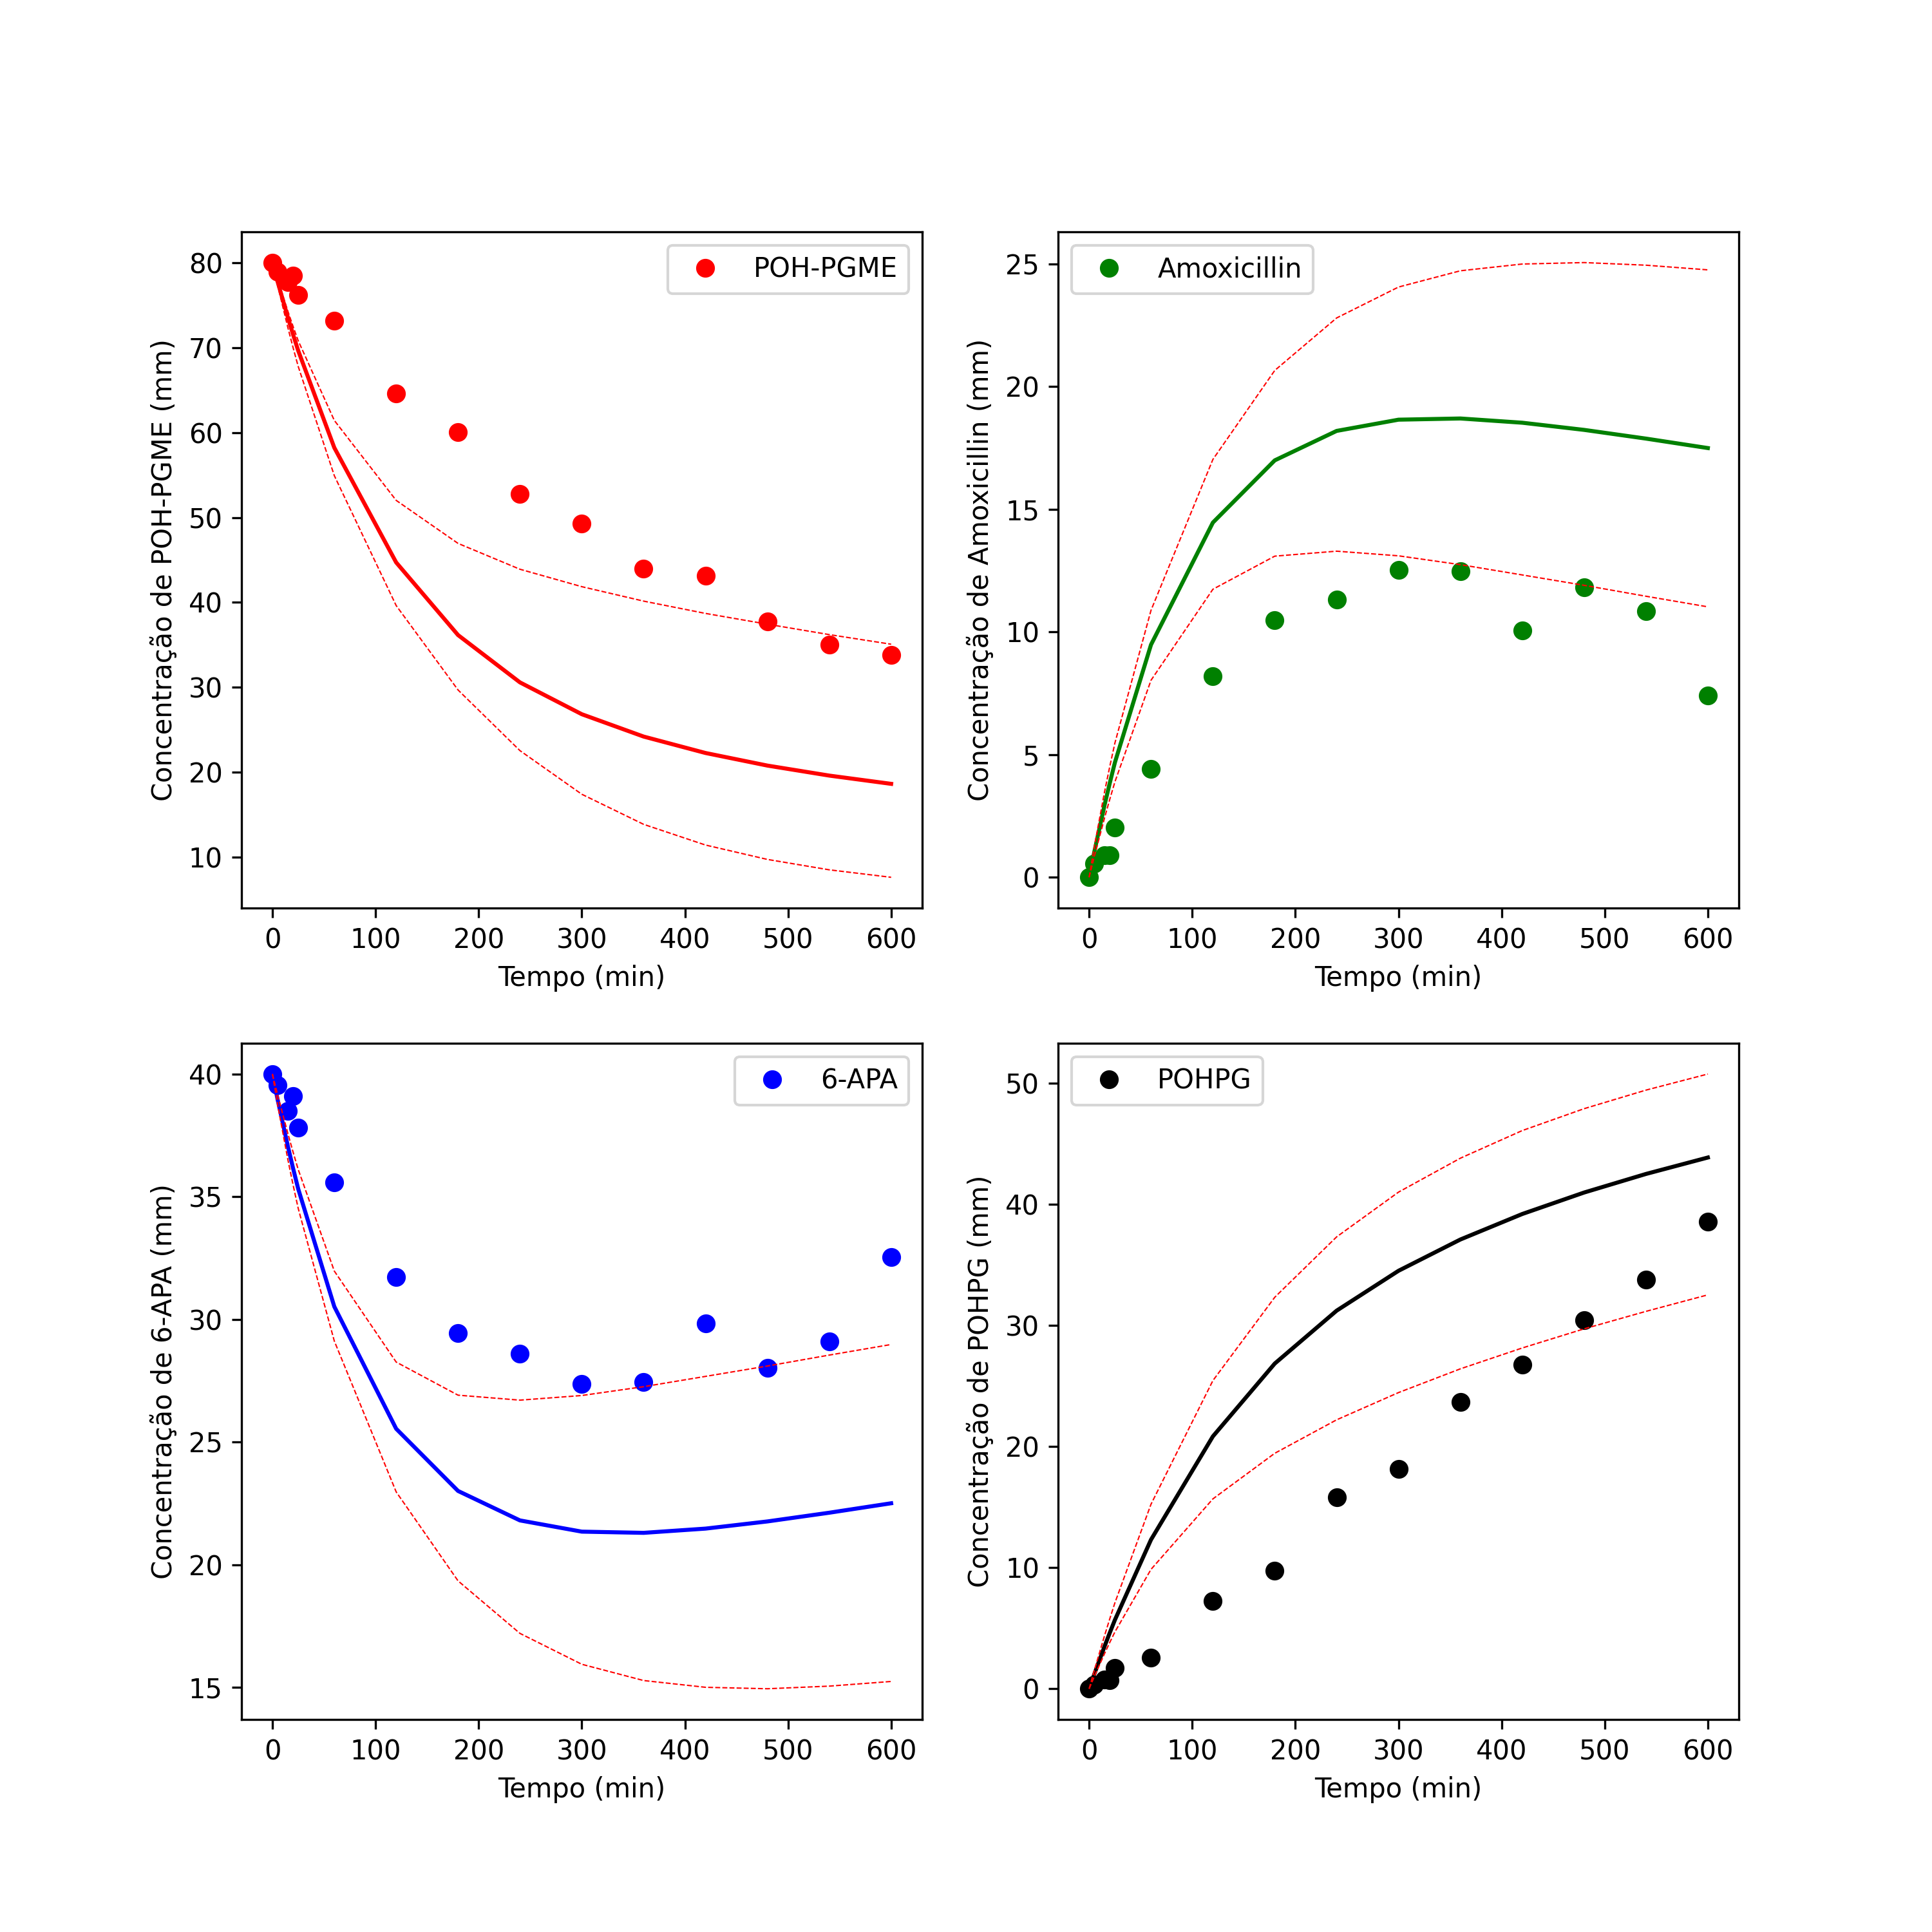 POH-PGME
Concentração de POH-PGME (mm)
80
70
60
50
40
30
20
10
0 100 200 300 400 500 600
Tempo (min)
Amoxicillin
Concentração de Amoxicillin (mm)
25
20
15
10
5
0
0 100 200 300 400 500 600
Tempo (min)
6-APA
Concentração de 6-APA (mm)
40
35
30
25
20
15
0 100 200 300 400 500 600
Tempo (min)
POHPG
Concentração de POHPG (mm)
50
40
30
20
10
0
0 100 200 300 400 500 600
Tempo (min)